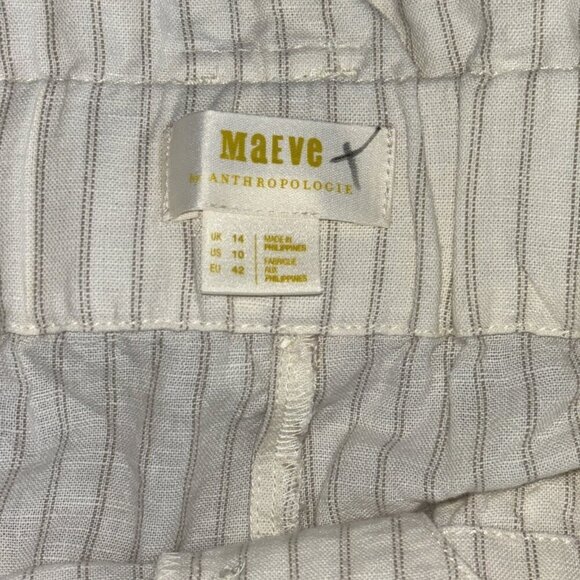 MaEVe
BY ANTHROPOLOGIE
UK 14
US 10
EU 42
MADE IN
PHILIPPINES
FABRIQUÉ
AUX
PHILIPPINES